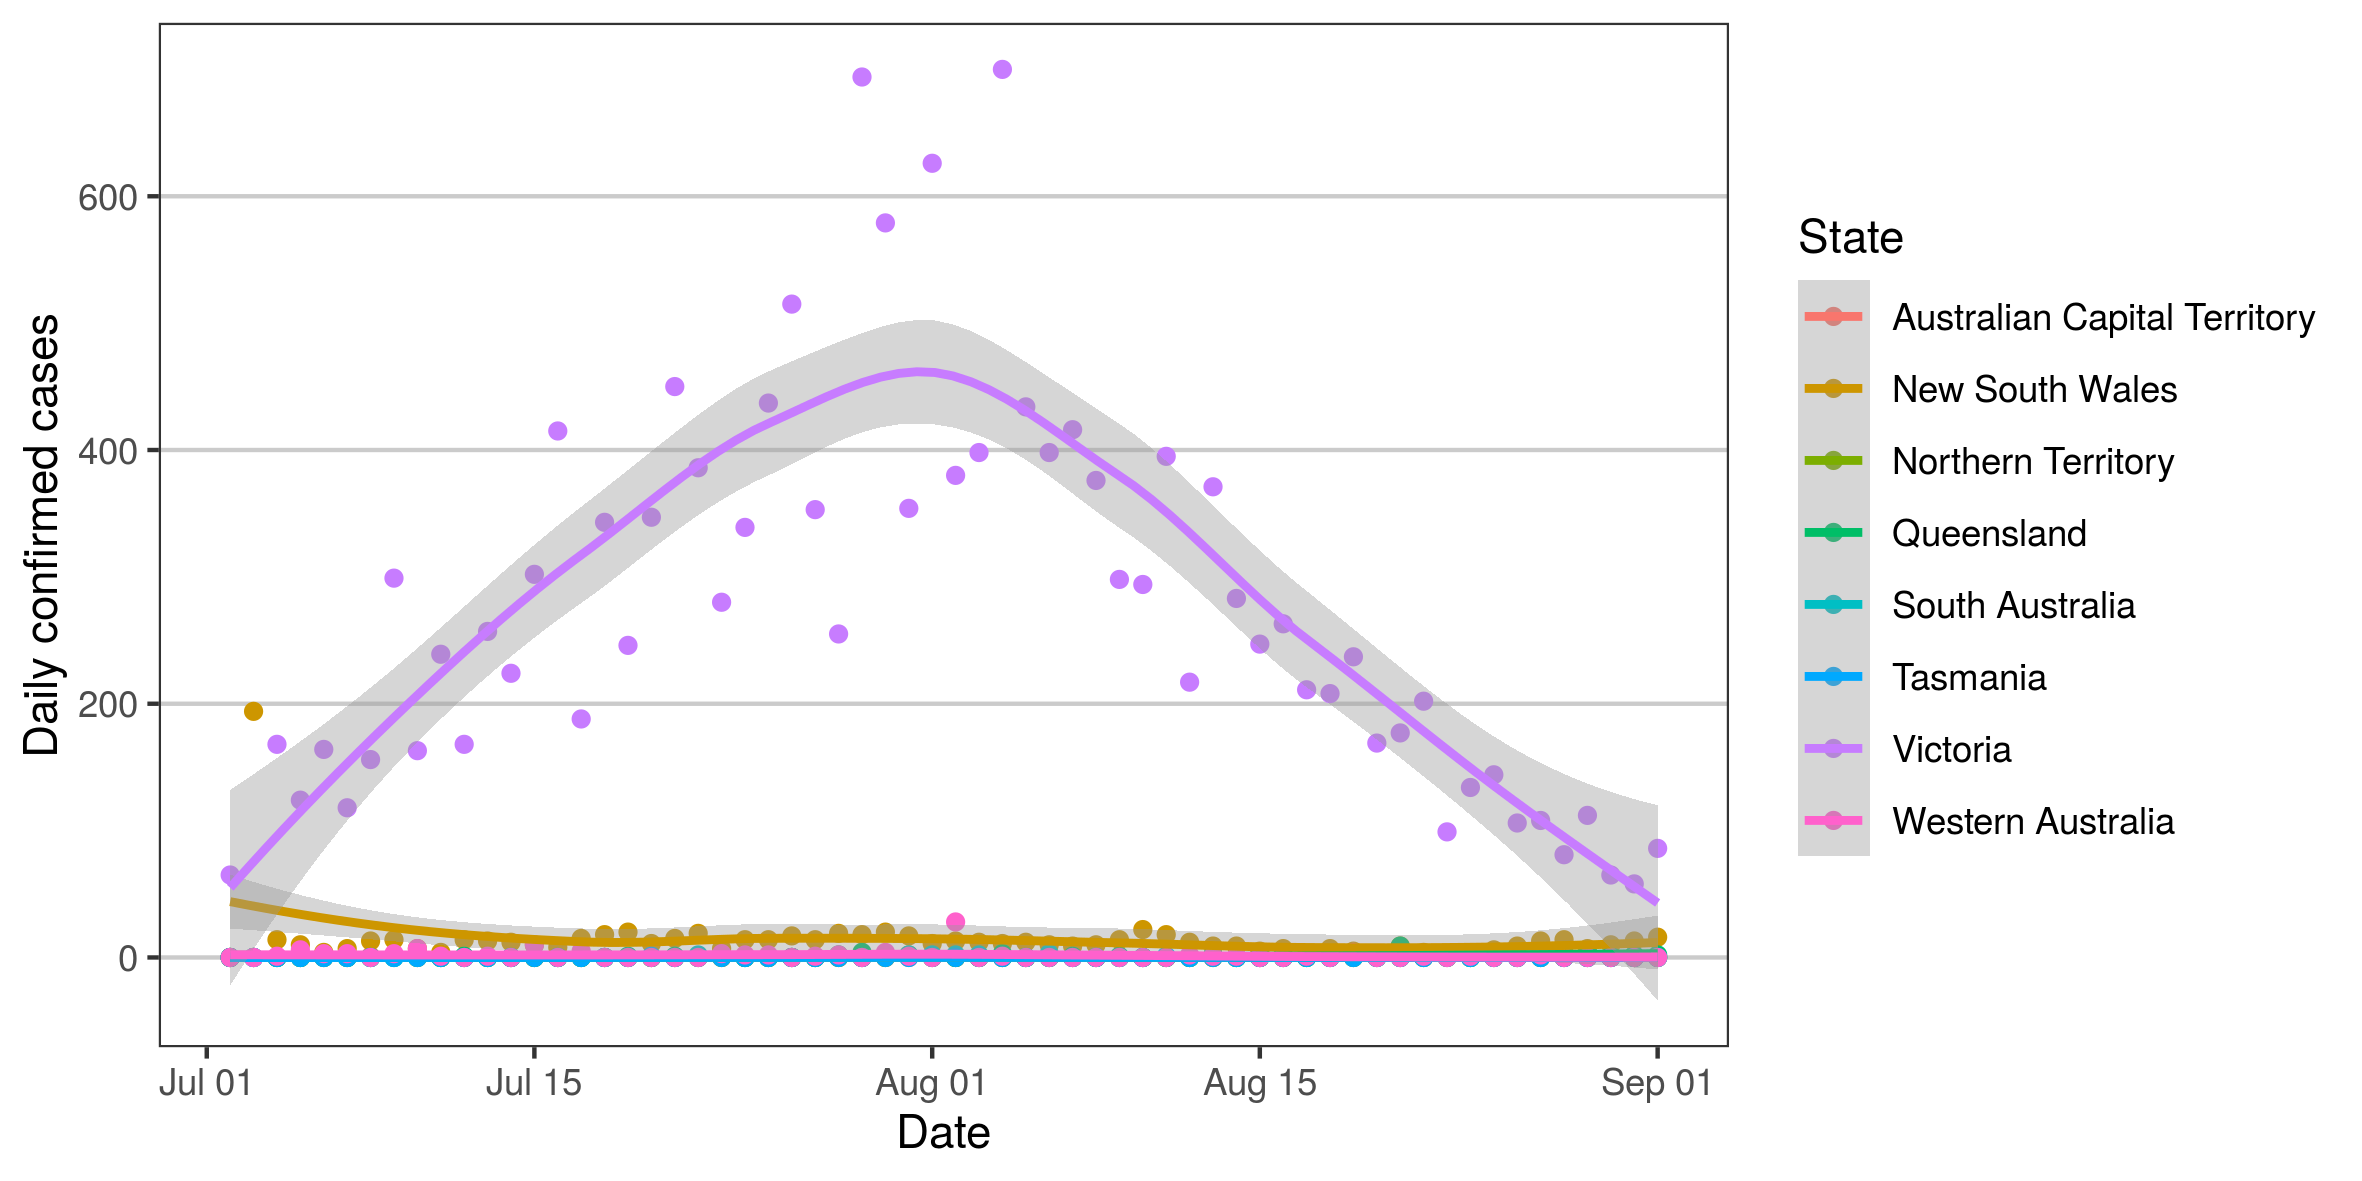 Daily confirmed cases
600
400
200
0
Jul 01
Jul 15
Aug 01
Aug 15
Sep 01
Date
State
Australian Capital Territory
New South Wales
Northern Territory
Queensland
South Australia
Tasmania
Victoria
Western Australia